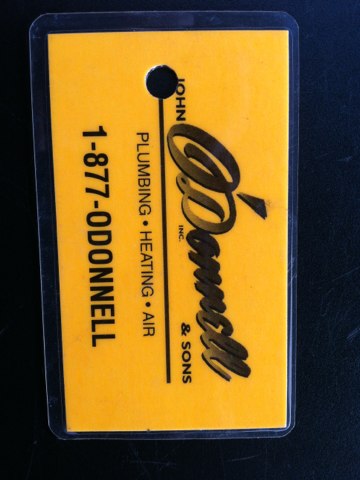 JOHN
O'Donnell
INC.
& SONS
PLUMBING • HEATING • AIR
1-877-ODONNELL